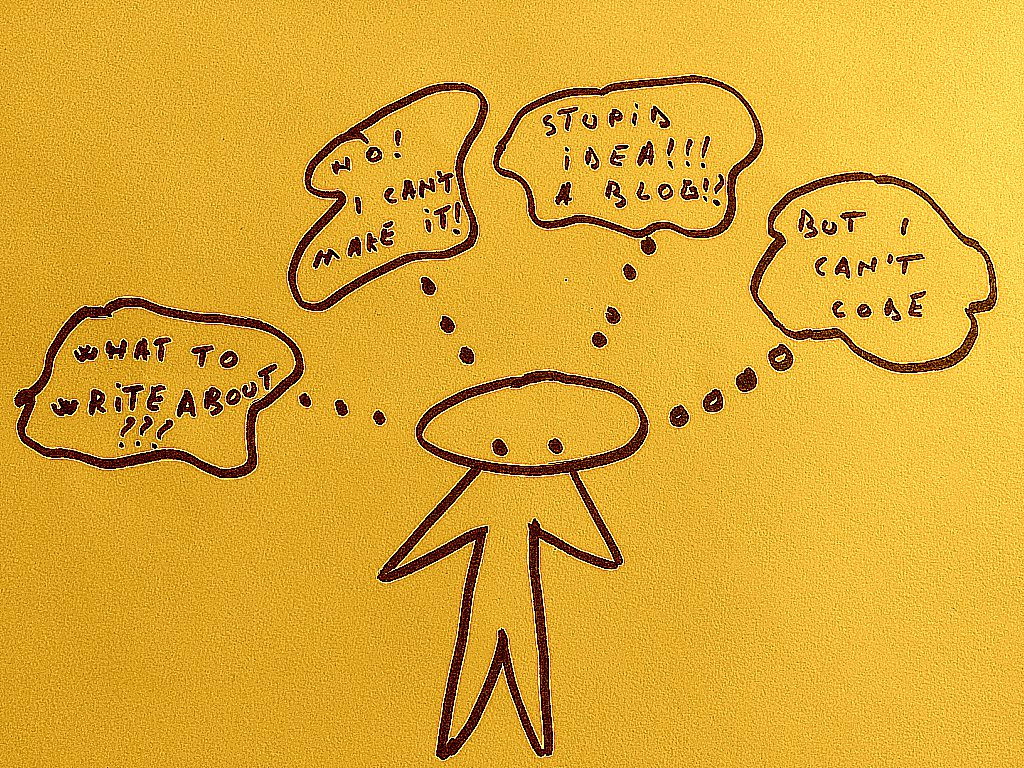 WHAT TO
WRiTE ABOUT
???
NO!
I CAN'T
MAKE iT!
STUPiD
iDEA!!!
A BLOG!?
BUT I
CAN'T
CODE